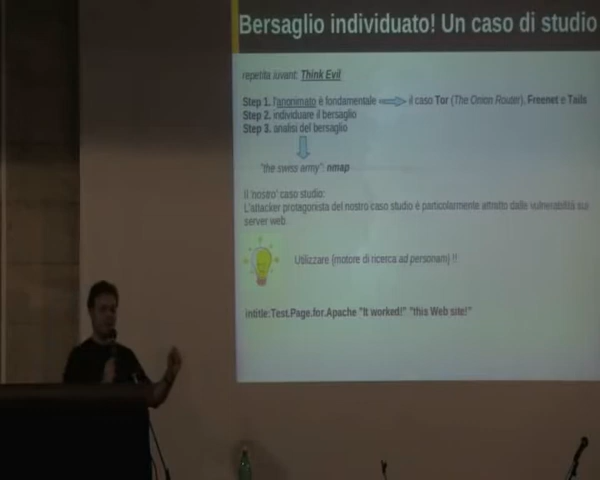 Bersaglio individuato! Un caso di studio
repetita iuvant: Think Evil
Step 1. l'anonimato è fondamentale il caso Tor (The Onion Router), Freenet e Tails
Step 2. individuare il bersaglio
Step 3. analisi del bersaglio
"the swiss army": nmap
Il 'nostro' caso studio:
L'attacker protagonista del nostro caso studio è particolarmente attratto dalle vulnerabilità sui
server web.
Utilizzare {motore di ricerca ad personam} !!
intitle:Test.Page.for.Apache "It worked!" "this Web site!"